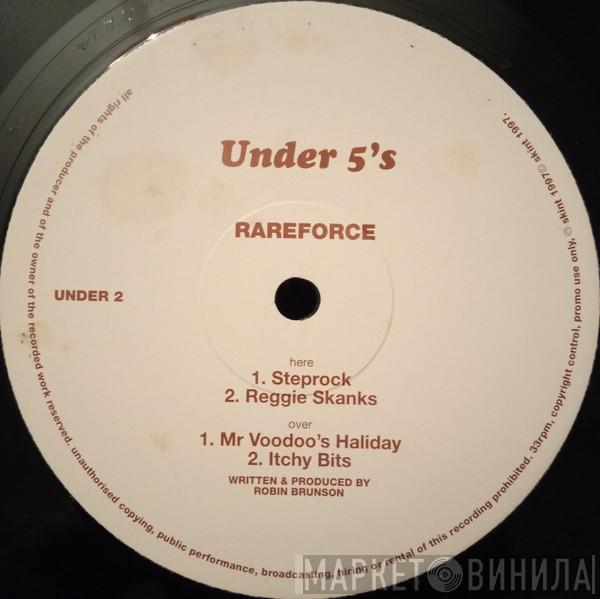 Under 5's
RAREFORCE
UNDER 2
here
1. Steprock
2. Reggie Skanks
over
1. Mr Voodoo's Haliday
2. Itchy Bits
WRITTEN & PRODUCED BY
ROBIN BRUNSON
all rights of the producer and of the owner of the recorded work reserved. unauthorised copying, public performance, broadcasting, hiring or rental of this recording prohibited. 33rpm, copyright control, promo use only. © skint 1997℗ skint 1997.
МАРКЕТ ВИНИЛА